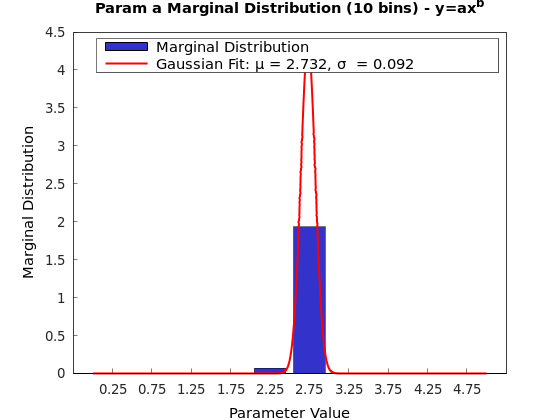 Param a Marginal Distribution (10 bins) - y=ax^b
Marginal Distribution
Gaussian Fit: μ = 2.732, σ = 0.092
4.5
4
3.5
3
2.5
2
1.5
1
0.5
0
Marginal Distribution
0.25 0.75 1.25 1.75 2.25 2.75 3.25 3.75 4.25 4.75
Parameter Value